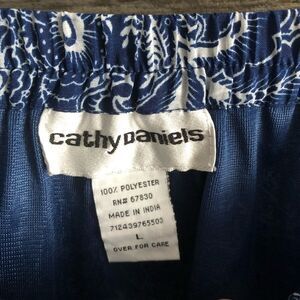 cathy daniels
100% POLYESTER
RN# 67830
MADE IN INDIA
712439765503
L
OVER FOR CARE